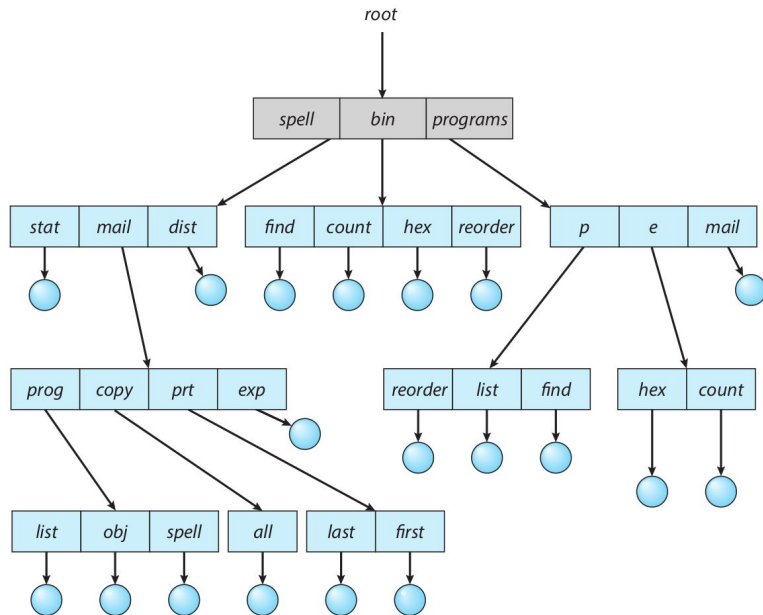 root
spell bin programs
stat mail dist find count hex reorder p e mail
prog copy prt exp reorder list find hex count
list obj spell all last first